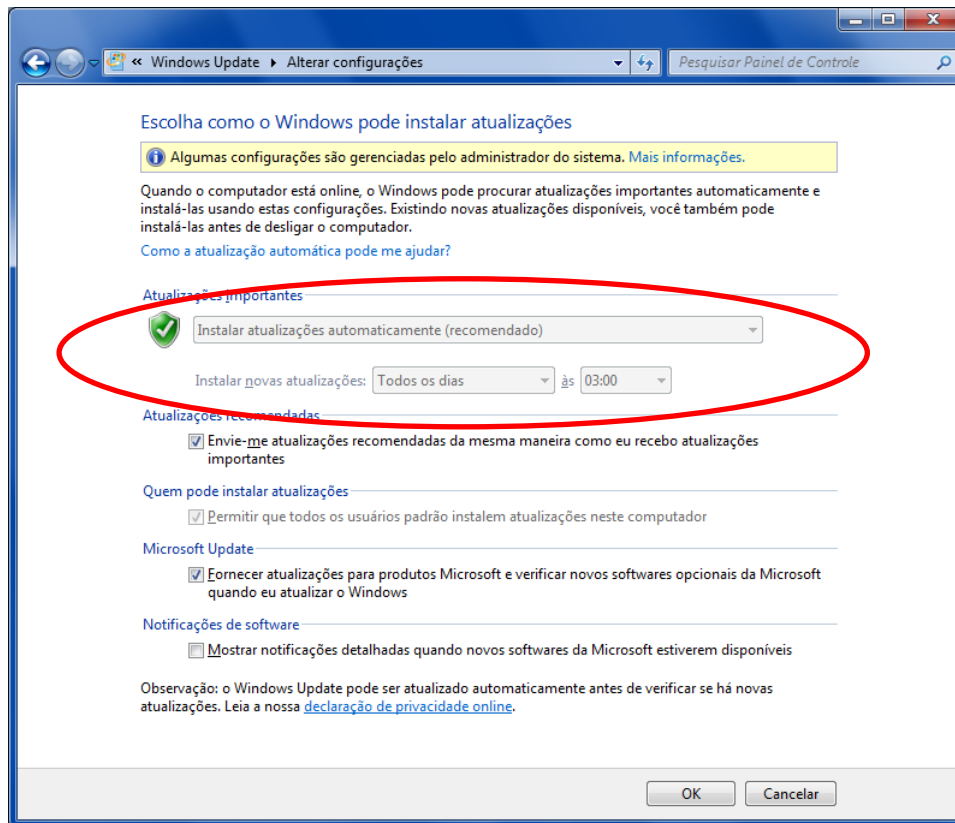 « Windows Update ▸ Alterar configurações
Pesquisar Painel de Controle
Escolha como o Windows pode instalar atualizações
Algumas configurações são gerenciadas pelo administrador do sistema. Mais informações.
Quando o computador está online, o Windows pode procurar atualizações importantes automaticamente e
instalá-las usando estas configurações. Existindo novas atualizações disponíveis, você também pode
instalá-las antes de desligar o computador.
Como a atualização automática pode me ajudar?
Atualizações importantes
Instalar atualizações automaticamente (recomendado)
Instalar novas atualizações: Todos os dias às 03:00
Atualizações recomendadas
Envie-me atualizações recomendadas da mesma maneira como eu recebo atualizações
importantes
Quem pode instalar atualizações
Permitir que todos os usuários padrão instalem atualizações neste computador
Microsoft Update
Fornecer atualizações para produtos Microsoft e verificar novos softwares opcionais da Microsoft
quando eu atualizar o Windows
Notificações de software
Mostrar notificações detalhadas quando novos softwares da Microsoft estiverem disponíveis
Observação: o Windows Update pode ser atualizado automaticamente antes de verificar se há novas
atualizações. Leia a nossa declaração de privacidade online.
OK Cancelar